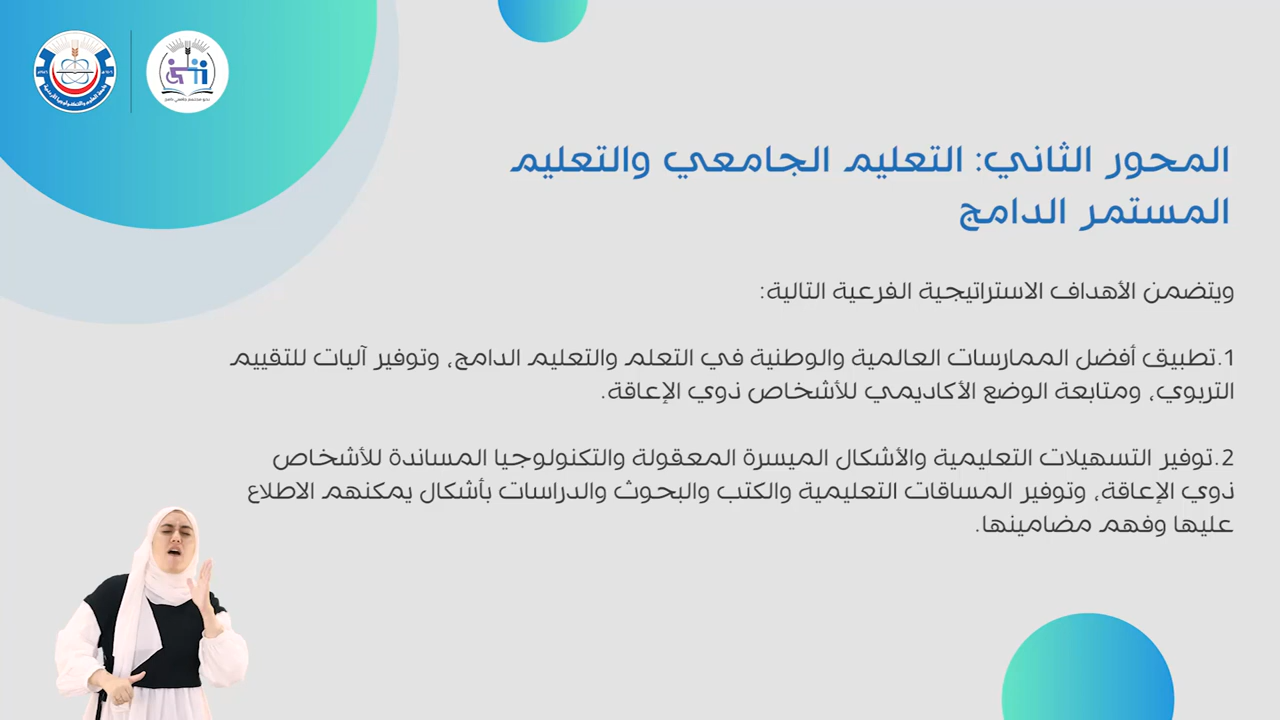 المحور الثاني: التعليم الجامعي والتعليم
المستمر الدامج
ويتضمن الأهداف الاستراتيجية الفرعية التالية:
1.تطبيق أفضل الممارسات العالمية والوطنية في التعلم والتعليم الدامج، وتوفير آليات للتقييم
التربوي، ومتابعة الوضع الأكاديمي للأشخاص ذوي الإعاقة.
2.توفير التسهيلات التعليمية والأشكال الميسرة المعقولة والتكنولوجيا المساندة للأشخاص
ذوي الإعاقة، وتوفير المساقات التعليمية والكتب والبحوث والدراسات بأشكال يمكنهم الاطلاع
عليها وفهم مضامينها.